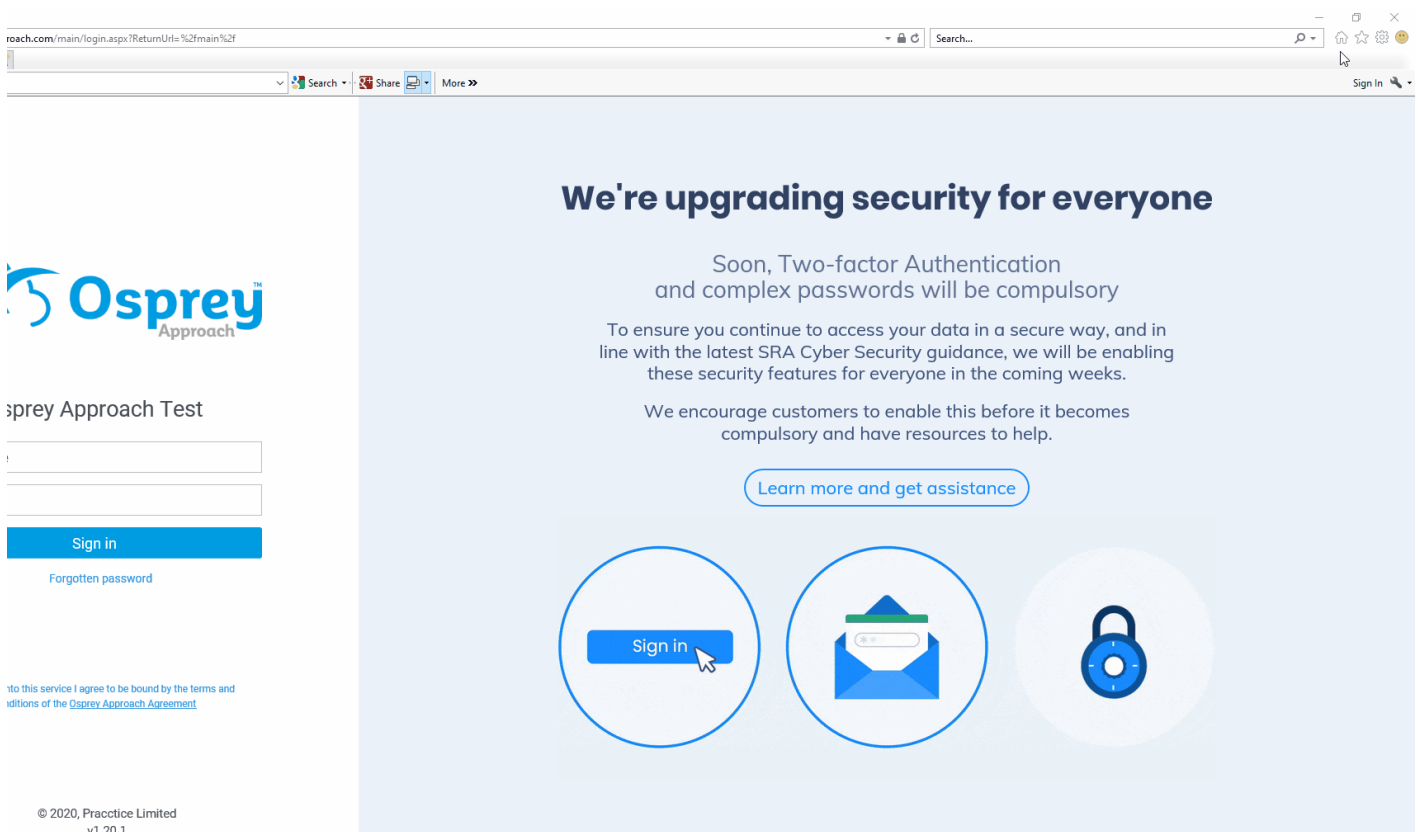 roach.com/main/login.aspx?ReturnUrl=%2fmain%2f
Search...
Search
Share
More »
Sign In
Osprey™
Approach
sprey Approach Test
Sign in
Forgotten password
nto this service I agree to be bound by the terms and
nditions of the Osprey Approach Agreement
© 2020, Pracctice Limited
v1.20.1
We're upgrading security for everyone
Soon, Two-factor Authentication
and complex passwords will be compulsory
To ensure you continue to access your data in a secure way, and in
line with the latest SRA Cyber Security guidance, we will be enabling
these security features for everyone in the coming weeks.
We encourage customers to enable this before it becomes
compulsory and have resources to help.
Learn more and get assistance
Sign in